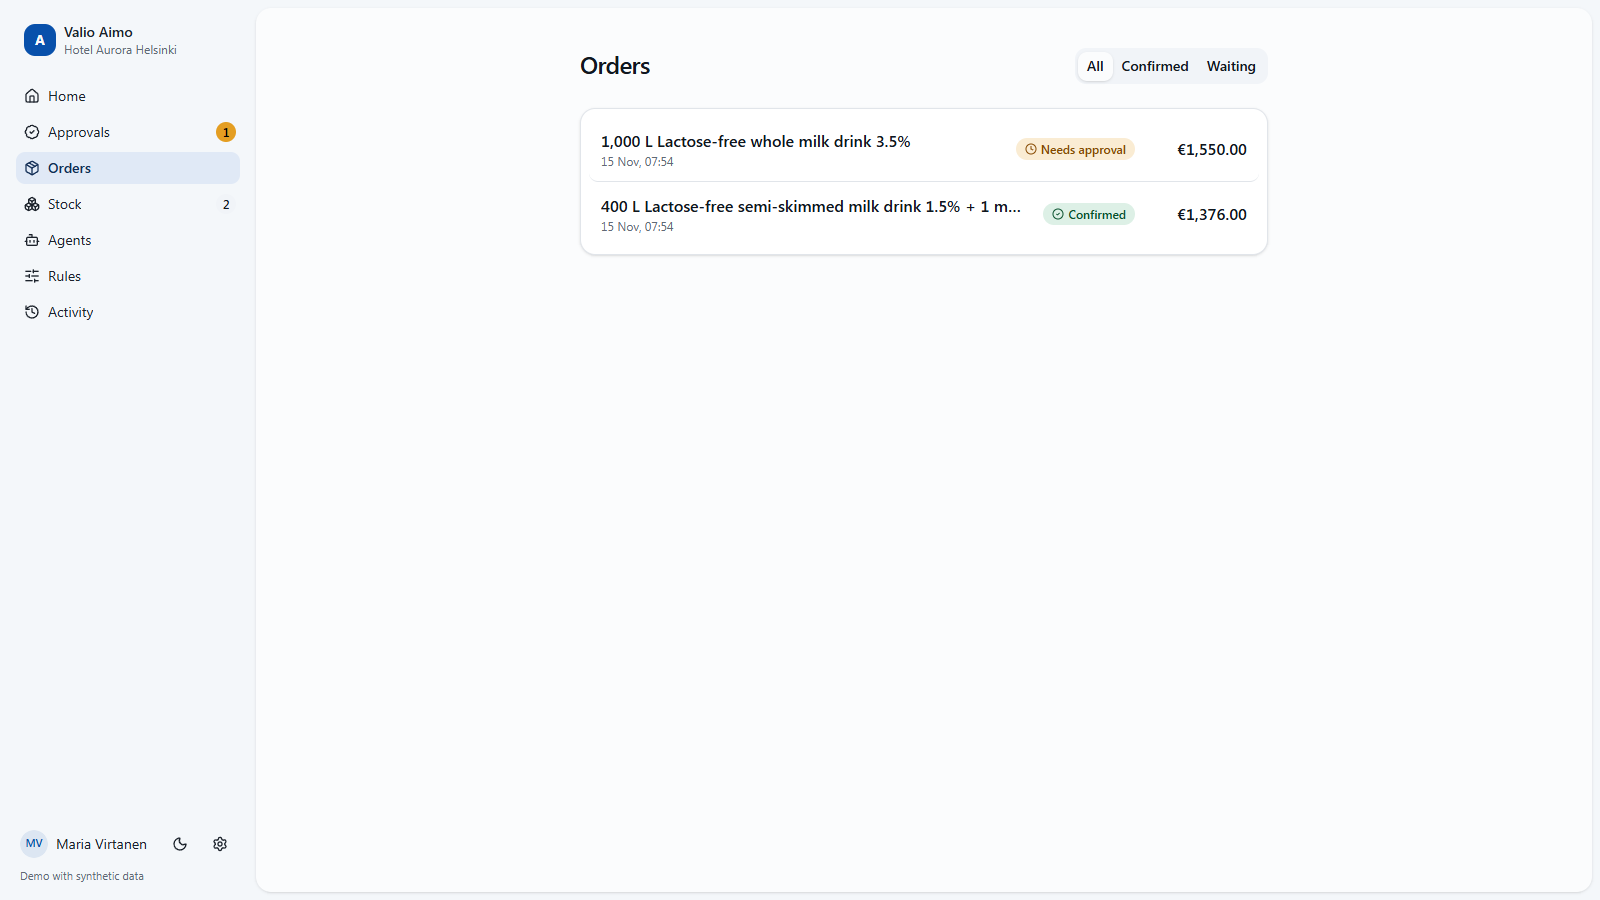 A
Valio Aimo
Hotel Aurora Helsinki
Home
Approvals 1
Orders
Stock 2
Agents
Rules
Activity
MV Maria Virtanen
Demo with synthetic data
Orders
All Confirmed Waiting
1,000 L Lactose-free whole milk drink 3.5%
15 Nov, 07:54
Needs approval
€1,550.00
400 L Lactose-free semi-skimmed milk drink 1.5% + 1 m...
15 Nov, 07:54
Confirmed
€1,376.00